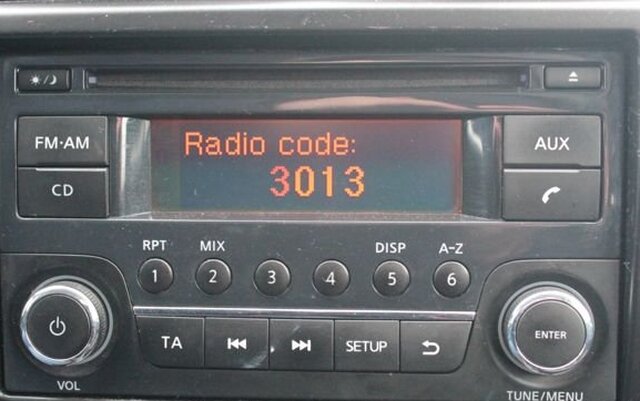 Radio code:
3013
FM·AM
CD
AUX
RPT MIX DISP A-Z
1 2 3 4 5 6
TA SETUP
ENTER
VOL
TUNE/MENU